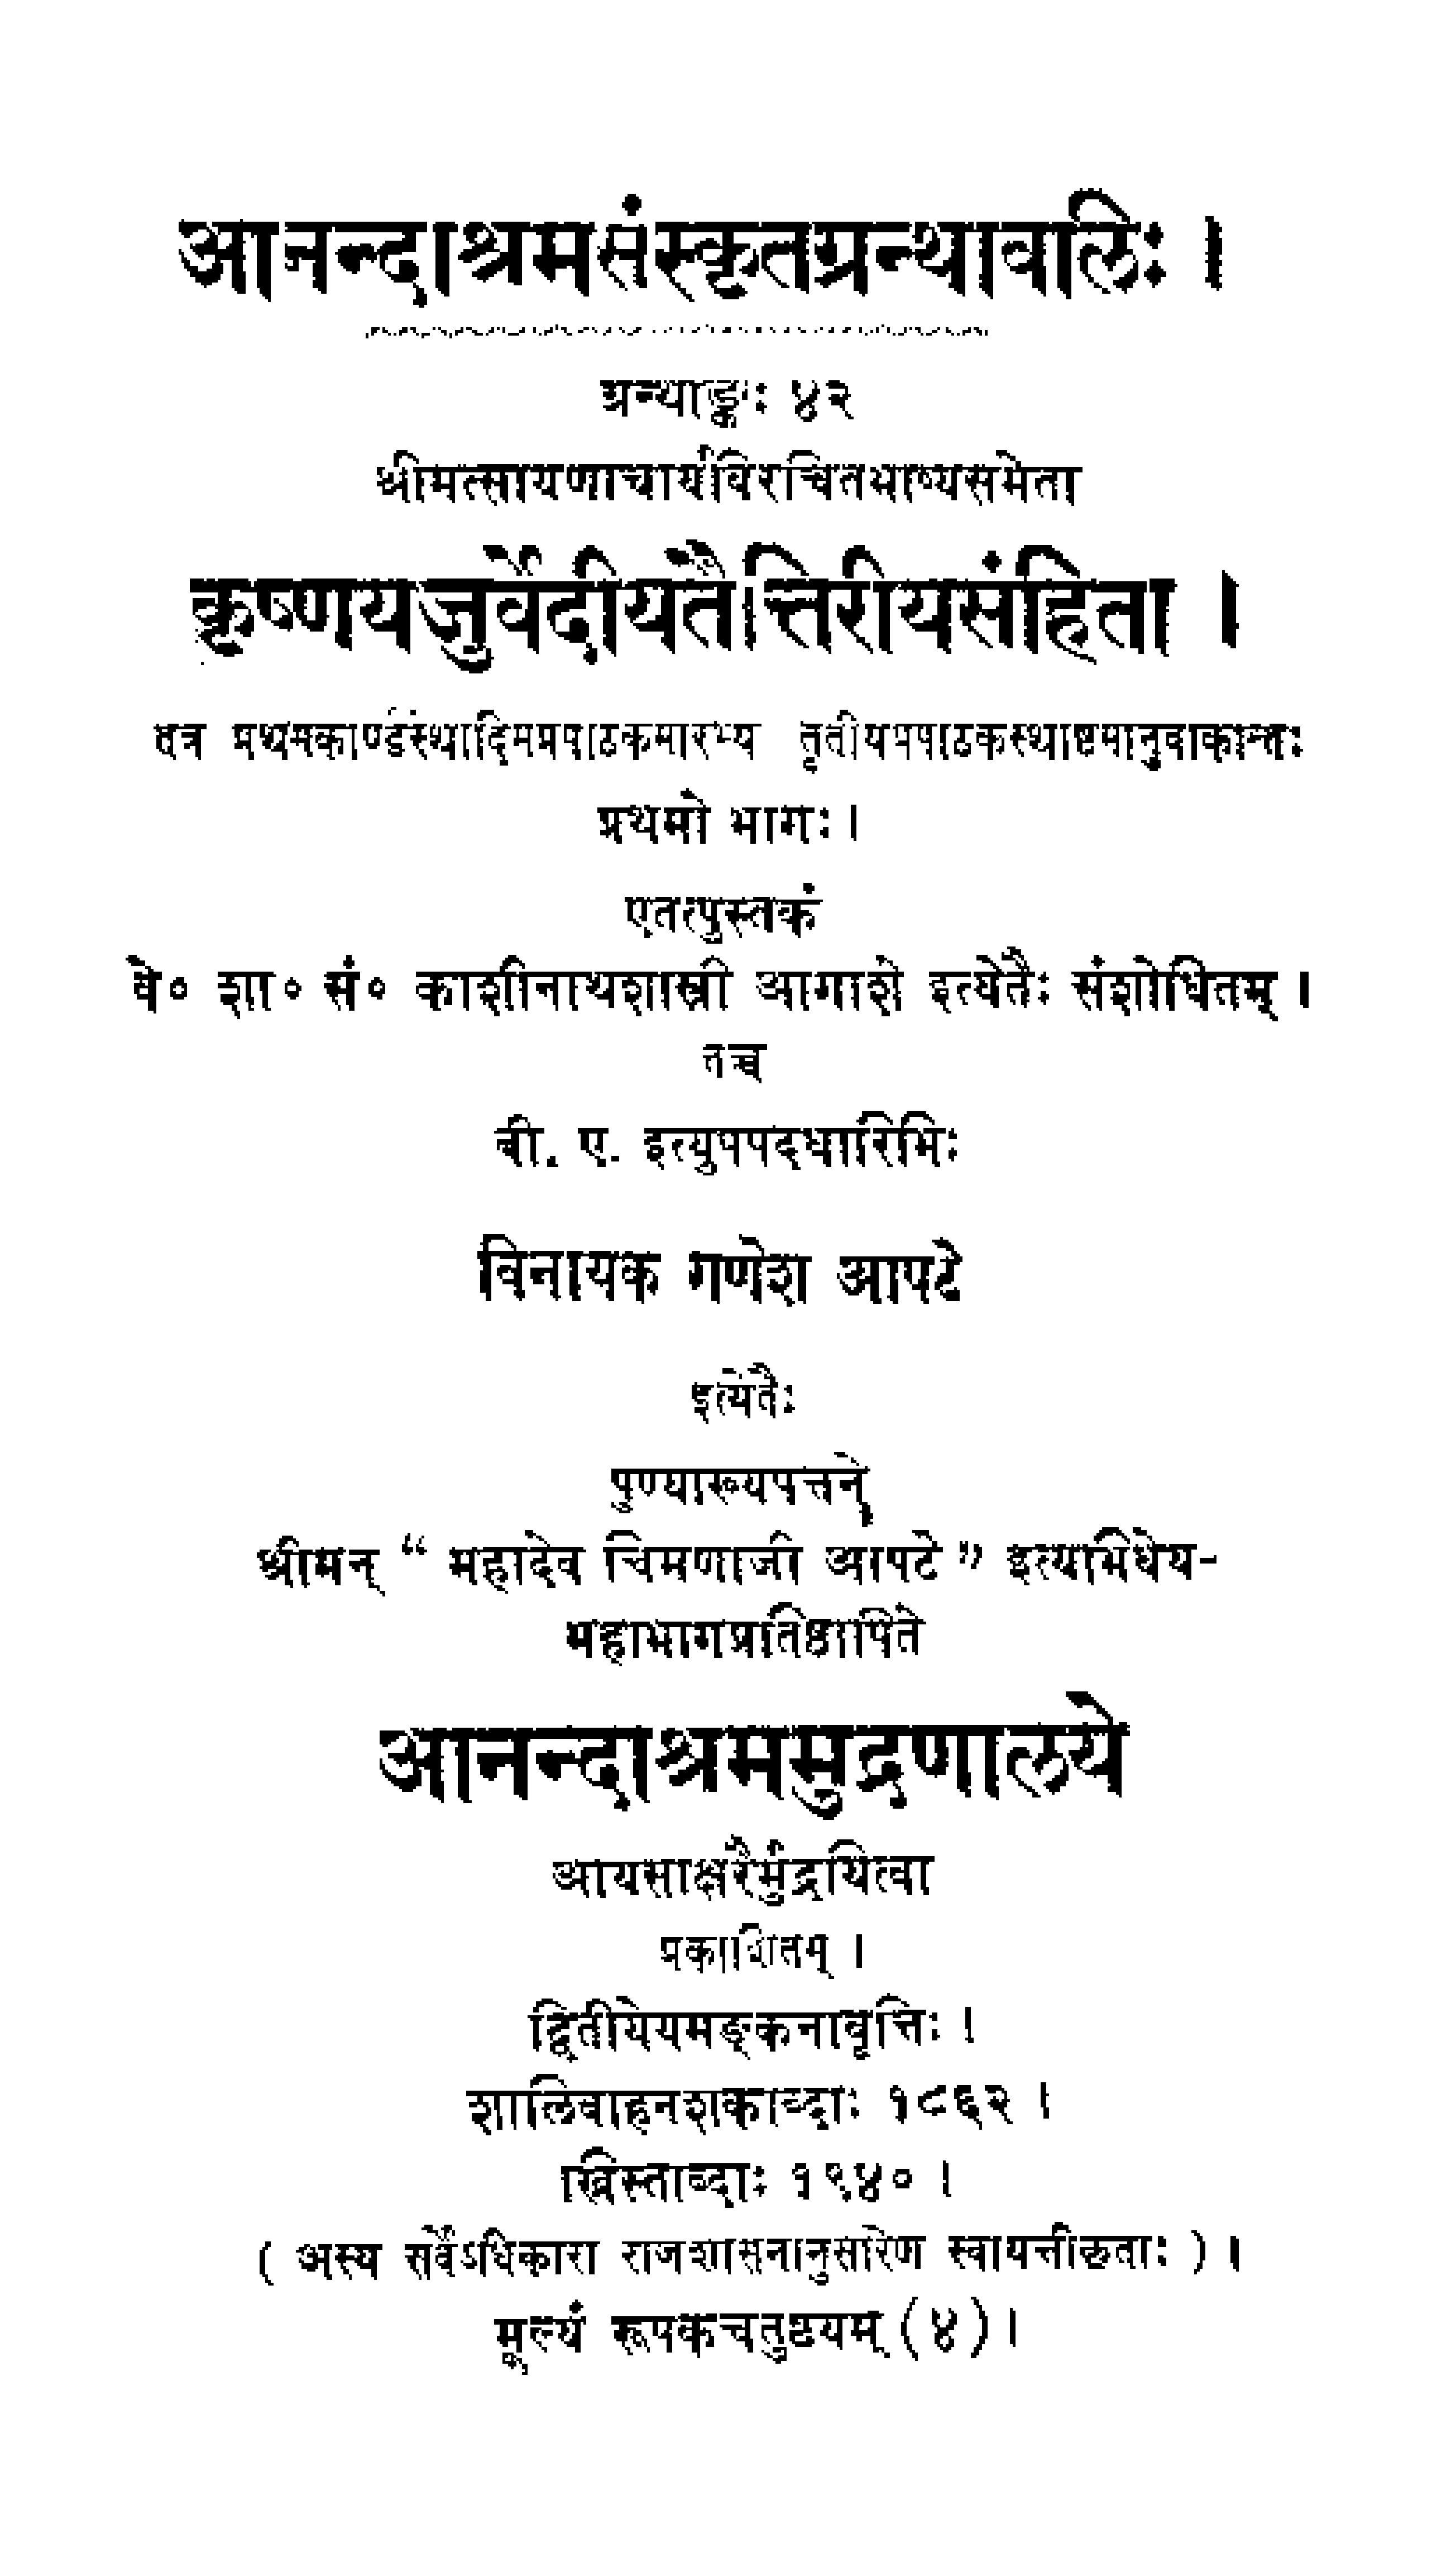 आनन्दाश्रमसंस्कृतग्रन्थावलिः ।
ग्रन्थाङ्कः ४२
श्रीमत्सायणाचार्यविरचितभाष्यसमेता
कृष्णयजुर्वेदीयतैत्तिरीयसंहिता ।
तत्र प्रथमकाण्डस्थादिमप्रपाठकमारभ्य तृतीयप्रपाठकस्थाष्टमानुवाकान्तः
प्रथमो भागः ।
एतत्पुस्तकं
वे० शा० सं० काशीनाथशास्त्री आगाशे इत्येतैः संशोधितम् ।
तच्च
बी. ए. इत्युपपदधारिभिः
विनायक गणेश आपटे
इत्येतैः
पुण्याख्यपत्तने
श्रीमन् “ महादेव चिमणाजी आपटे ” इत्यभिधेय-
महाभागप्रतिष्ठापिते
आनन्दाश्रममुद्रणालये
आयसाक्षरैर्मुद्रयित्वा
प्रकाशितम् ।
द्वितीयेयमङ्कनावृत्तिः ।
शालिवाहनशकाब्दाः १८६२ ।
ख्रिस्ताब्दाः १९४० ।
( अस्य सर्वेऽधिकारा राजशासनानुसारेण स्वायत्तीकृताः ) ।
मूल्यं रूपकचतुष्टयम् (४) ।